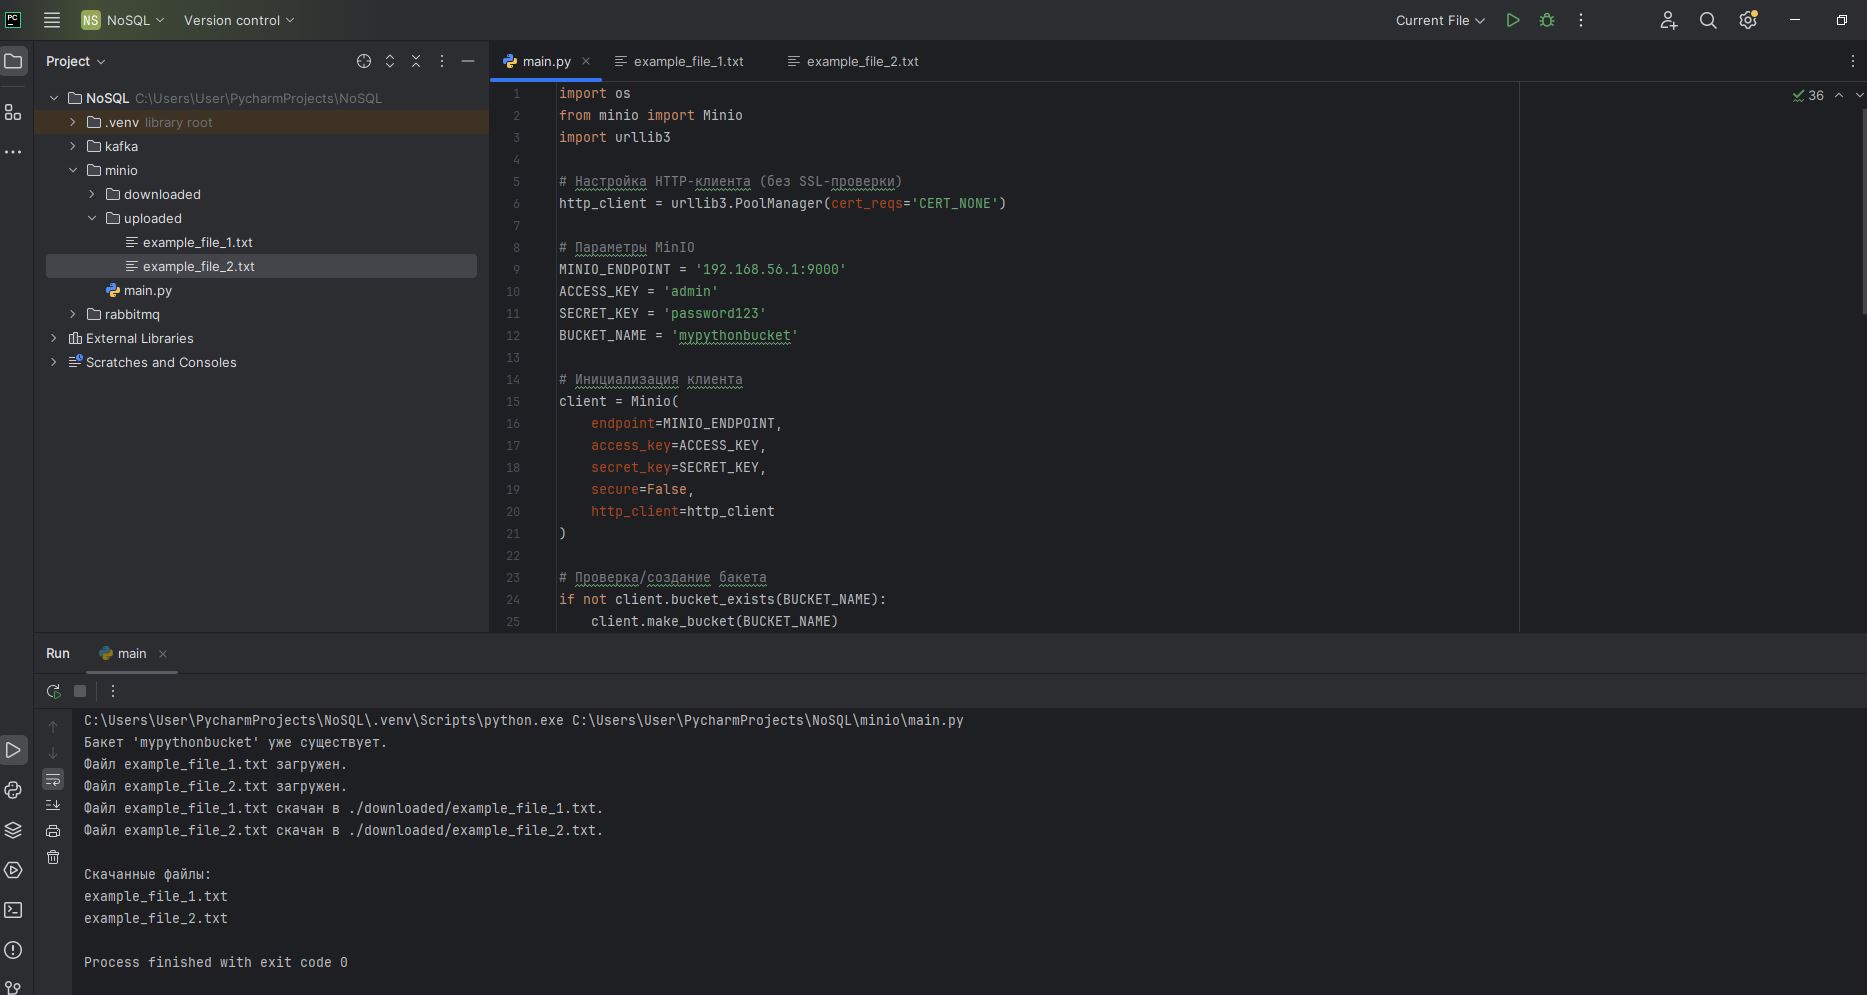 NS NoSQL Version control
Current File
Project
NoSQL C:\Users\User\PycharmProjects\NoSQL
.venv library root
kafka
minio
downloaded
uploaded
example_file_1.txt
example_file_2.txt
main.py
rabbitmq
External Libraries
Scratches and Consoles
main.py example_file_1.txt example_file_2.txt
36
1 import os
2 from minio import Minio
3 import urllib3
4
5 # Настройка HTTP-клиента (без SSL-проверки)
6 http_client = urllib3.PoolManager(cert_reqs='CERT_NONE')
7
8 # Параметры MinIO
9 MINIO_ENDPOINT = '192.168.56.1:9000'
10 ACCESS_KEY = 'admin'
11 SECRET_KEY = 'password123'
12 BUCKET_NAME = 'mypythonbucket'
13
14 # Инициализация клиента
15 client = Minio(
16     endpoint=MINIO_ENDPOINT,
17     access_key=ACCESS_KEY,
18     secret_key=SECRET_KEY,
19     secure=False,
20     http_client=http_client
21 )
22
23 # Проверка/создание бакета
24 if not client.bucket_exists(BUCKET_NAME):
25     client.make_bucket(BUCKET_NAME)
Run main
C:\Users\User\PycharmProjects\NoSQL\.venv\Scripts\python.exe C:\Users\User\PycharmProjects\NoSQL\minio\main.py
Бакет 'mypythonbucket' уже существует.
Файл example_file_1.txt загружен.
Файл example_file_2.txt загружен.
Файл example_file_1.txt скачан в ./downloaded/example_file_1.txt.
Файл example_file_2.txt скачан в ./downloaded/example_file_2.txt.
Скачанные файлы:
example_file_1.txt
example_file_2.txt
Process finished with exit code 0